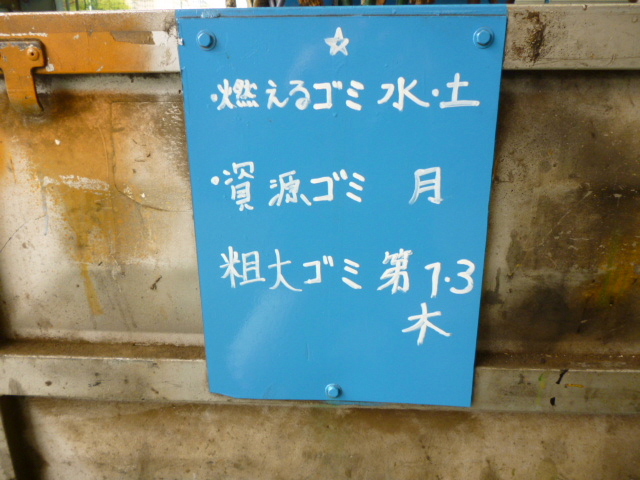 ☆
・燃えるゴミ 水・土
・資源ゴミ 月
粗大ゴミ 第1・3
木